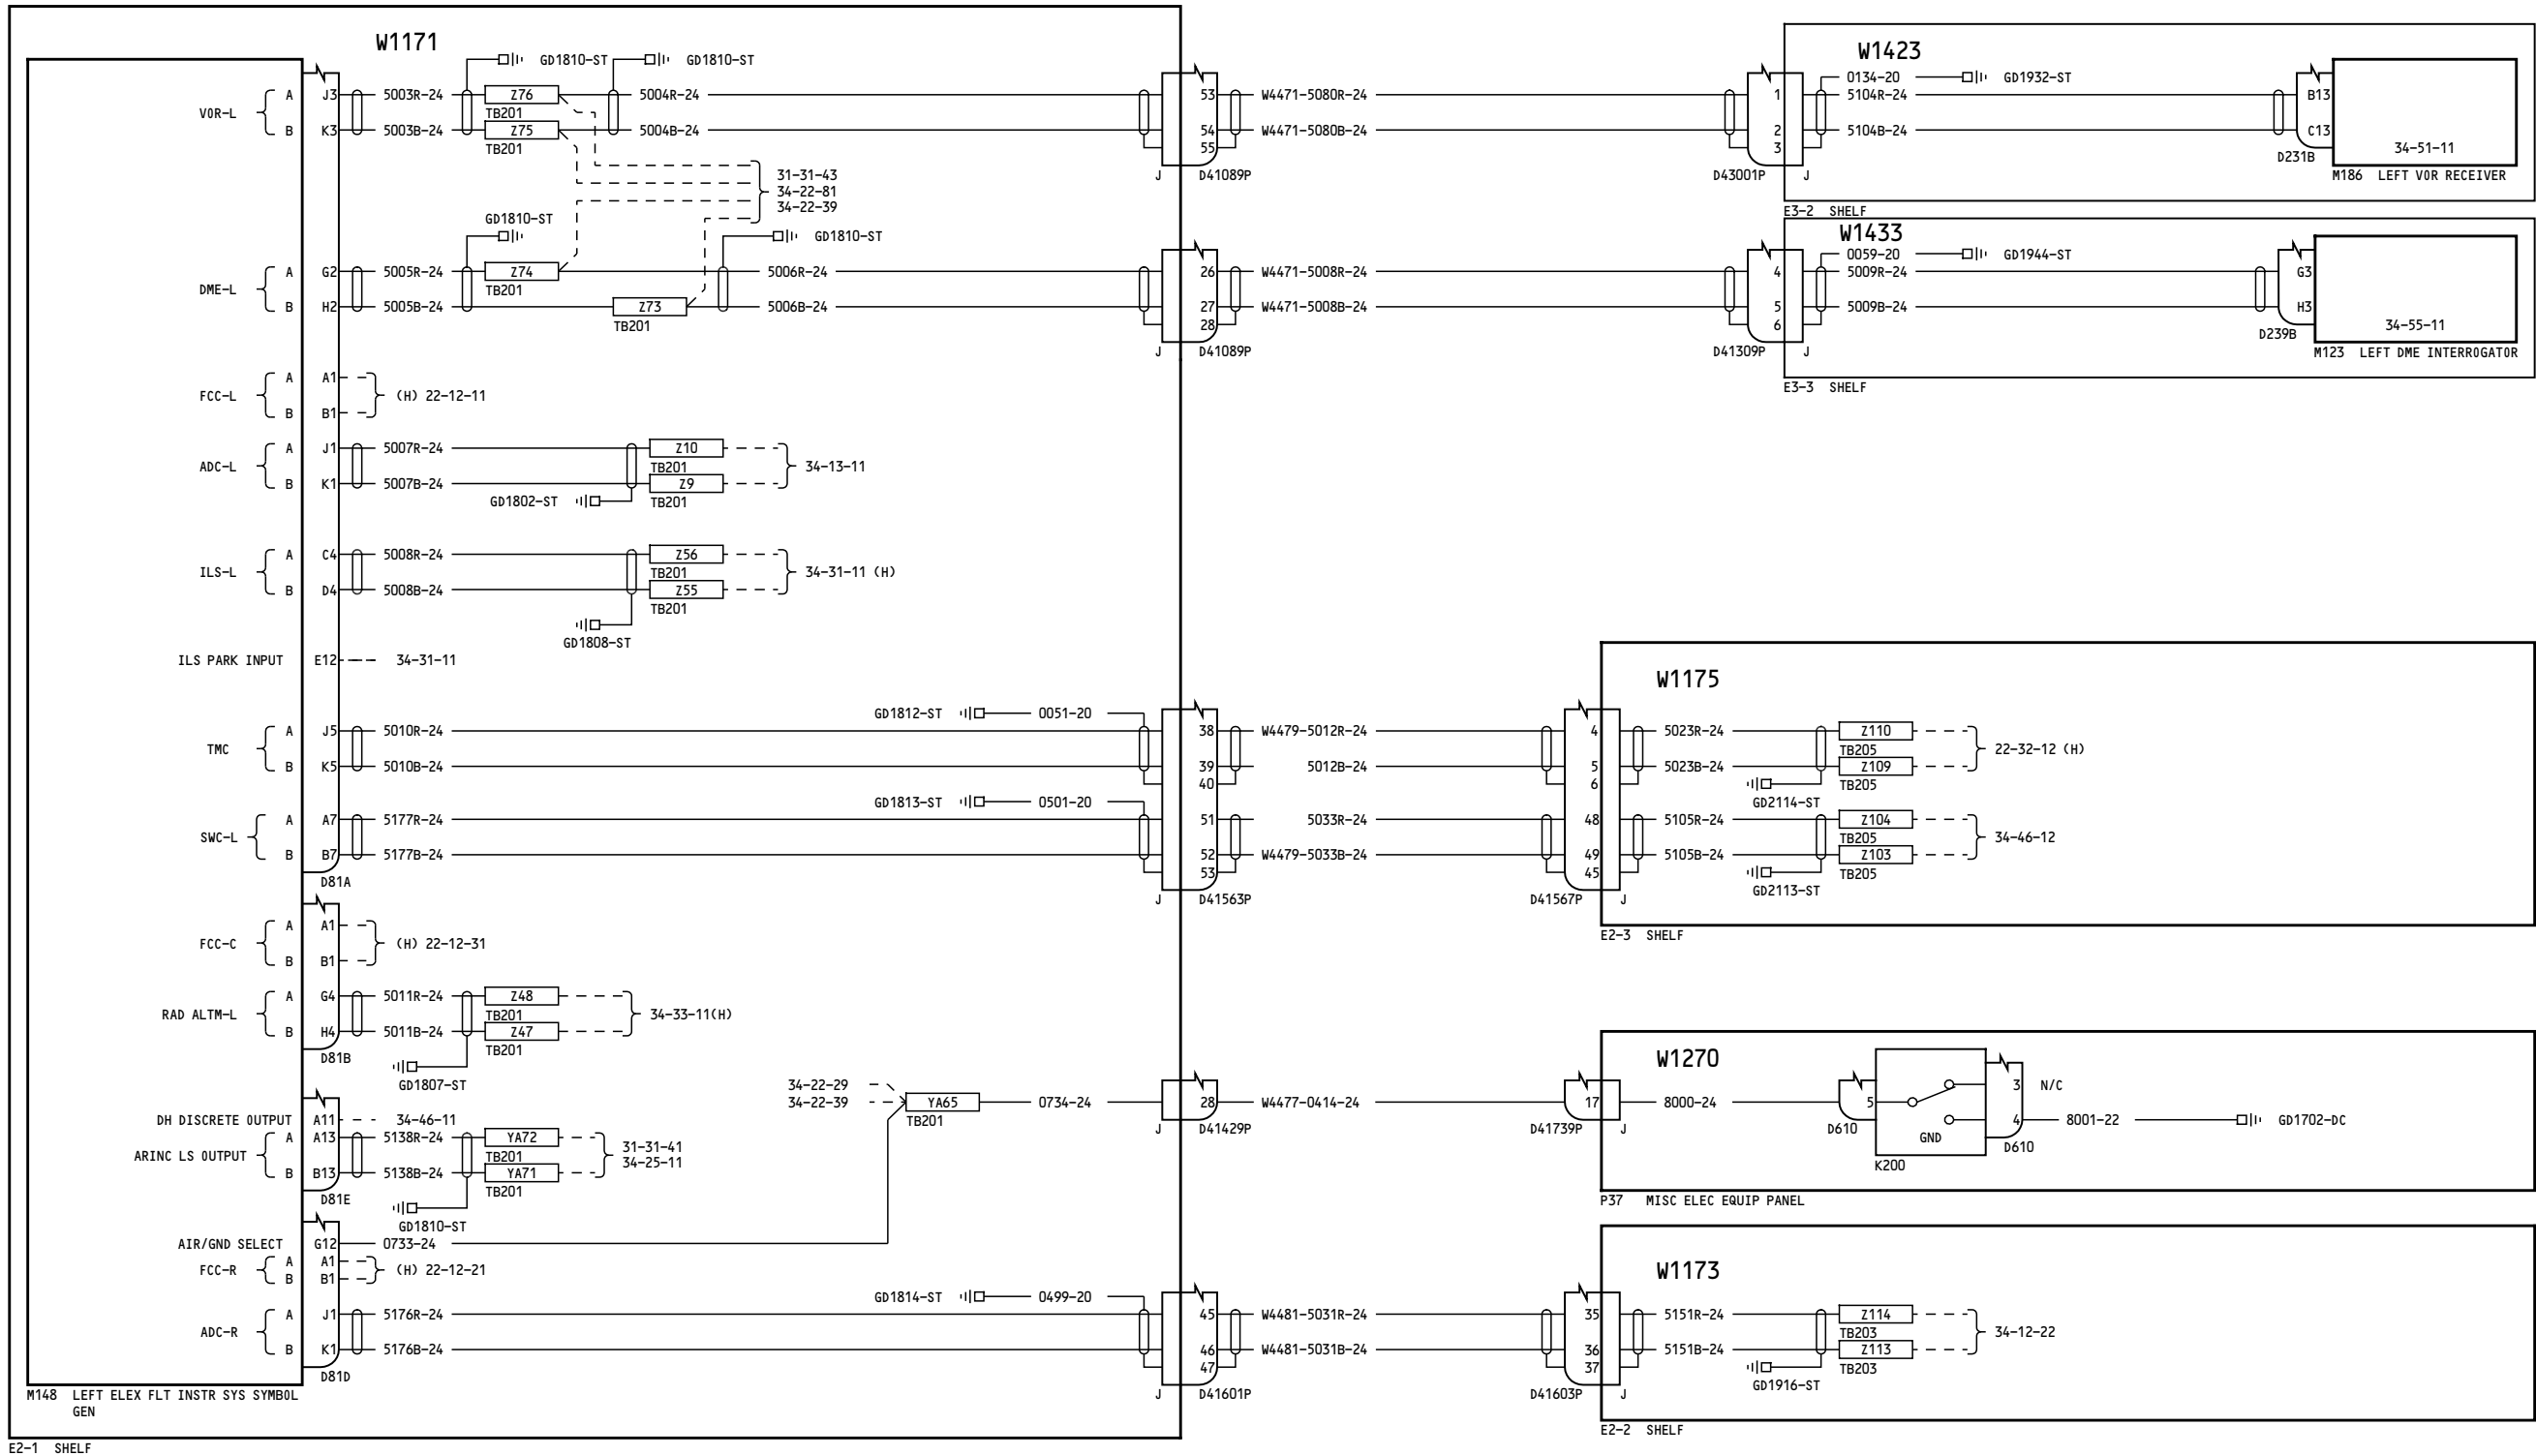 W1171
GD1810-ST
GD1810-ST
VOR-L
A J3 5003R-24 Z76 5004R-24
TB201
B K3 5003B-24 Z75 5004B-24
TB201
53 W4471-5080R-24 1
54 W4471-5080B-24 2
55 3
J D41089P D43001P J
W1423
0134-20 GD1932-ST
5104R-24 B13
5104B-24 C13
D231B
34-51-11
M186 LEFT VOR RECEIVER
E3-2 SHELF
31-31-43
34-22-81
34-22-39
GD1810-ST
GD1810-ST
DME-L
A G2 5005R-24 Z74 5006R-24
TB201
B H2 5005B-24 Z73 5006B-24
TB201
26 W4471-5008R-24 4
27 W4471-5008B-24 5
28 6
J D41089P D41309P J
W1433
0059-20 GD1944-ST
5009R-24 G3
5009B-24 H3
D239B
34-55-11
M123 LEFT DME INTERROGATOR
E3-3 SHELF
FCC-L
A A1
B B1
(H) 22-12-11
ADC-L
A J1 5007R-24 Z10
TB201
B K1 5007B-24 Z9
TB201
34-13-11
GD1802-ST
ILS-L
A C4 5008R-24 Z56
TB201
B D4 5008B-24 Z55
TB201
34-31-11 (H)
GD1808-ST
ILS PARK INPUT E12 34-31-11
GD1812-ST 0051-20
TMC
A J5 5010R-24
B K5 5010B-24
38 W4479-5012R-24 4
39 5012B-24 5
40 6
GD1813-ST 0501-20
SWC-L
A A7 5177R-24
B B7 5177B-24
51 5033R-24 48
52 W4479-5033B-24 49
53 45
D81A
J D41563P D41567P J
W1175
5023R-24 Z110
TB205
5023B-24 Z109
TB205
22-32-12 (H)
GD2114-ST
5105R-24 Z104
TB205
5105B-24 Z103
TB205
34-46-12
GD2113-ST
E2-3 SHELF
FCC-C
A A1
B B1
(H) 22-12-31
RAD ALTM-L
A G4 5011R-24 Z48
TB201
B H4 5011B-24 Z47
TB201
34-33-11(H)
D81B
GD1807-ST
34-22-29
34-22-39
YA65 0734-24
TB201
28 W4477-0414-24 17
J D41429P D41739P J
W1270
8000-24 5
D610
3 N/C
4 8001-22 GD1702-DC
GND
D610
K200
P37 MISC ELEC EQUIP PANEL
DH DISCRETE OUTPUT A11 34-46-11
ARINC LS OUTPUT
A A13 5138R-24 YA72
TB201
B B13 5138B-24 YA71
TB201
31-31-41
34-25-11
D81E
GD1810-ST
AIR/GND SELECT G12 0733-24
FCC-R
A A1
B B1
(H) 22-12-21
GD1814-ST 0499-20
ADC-R
A J1 5176R-24
B K1 5176B-24
D81D
45 W4481-5031R-24 35
46 W4481-5031B-24 36
47 37
J D41601P D41603P J
W1173
5151R-24 Z114
TB203
5151B-24 Z113
TB203
34-12-22
GD1916-ST
E2-2 SHELF
M148 LEFT ELEX FLT INSTR SYS SYMBOL
GEN
E2-1 SHELF